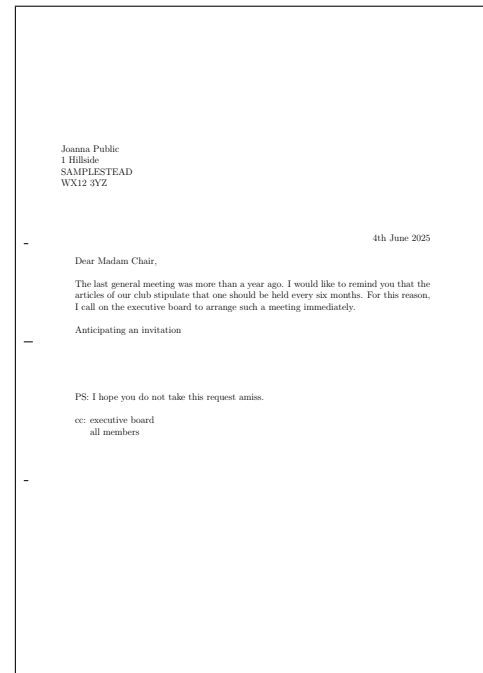 Joanna Public
1 Hillside
SAMPLESTEAD
WX12 3YZ
4th June 2025
Dear Madam Chair,
The last general meeting was more than a year ago. I would like to remind you that the
articles of our club stipulate that one should be held every six months. For this reason,
I call on the executive board to arrange such a meeting immediately.
Anticipating an invitation
PS: I hope you do not take this request amiss.
cc: executive board
all members